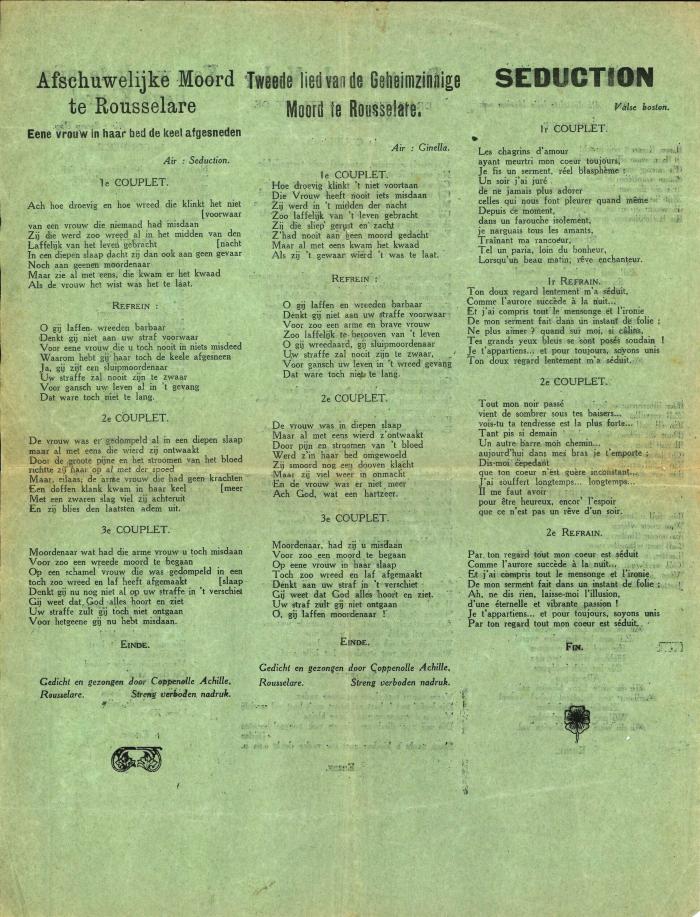 Afschuwelijke Moord
te Rousselare
Eene vrouw in haar bed de keel afgesneden
Air : Seduction.
1e COUPLET.
Ach hoe droevig en hoe wreed die klinkt het niet
[voorwaar
van een vrouw die niemand had misdaan
Zij die werd zoo wreed al in het midden van den
Laffelijk van het leven gebracht [nacht
In een diepen slaap dacht zij dan ook aan geen gevaar
Noch aan geenen moordenaar
Maar zie al met eens, die kwam er het kwaad
Als de vrouw het wist was het te laat.
REFREIN :
O gij laffen wreeden barbaar
Denkt gij niet aan uw straf voorwaar
Voor eene vrouw die u toch nooit in niets misdeed
Waarom hebt gij haar toch de keele afgesneen
Ja, gij zijt een sluipmoordenaar
Uw straffe zal nooit zijn te zwaar
Voor gansch uw leven al in 't gevang
Dat ware toch niet te lang.
2e COUPLET.
De vrouw was er gedompeld al in een diepen slaap
maar al met eens die wierd zij ontwaakt
Door de groote pijne en het stroomen van het bloed
richtte zij haar op al met der spoed
Maar, eilaas, de arme vrouw die had geen krachten
Een doffen klank kwam in haar keel [meer
Met een zwaren slag viel zij achteruit
En zij blies den laatsten adem uit.
3e COUPLET.
Moordenaar wat had die arme vrouw u toch misdaan
Voor zoo een wreede moord te begaan
Op een schamel vrouw die was gedompeld in een
toch zoo wreed en laf heeft afgemaakt [slaap
Denkt gij nu nog niet al op uw straffe in 't verschiet
Gij weet dat God alles hoort en ziet
Uw straffe zult gij toch niet ontgaan
Voor hetgeene gij nu hebt misdaan.
EINDE.
Gedicht en gezongen door Coppenolle Achille,
Rousselare. Streng verboden nadruk.
Tweede lied van de Geheimzinnige
Moord te Rousselare.
Air : Ginella.
1e COUPLET.
Hoe droevig klinkt 't niet voortaan
Die Vrouw heeft nooit iets misdaan
Zij werd in 't midden der nacht
Zoo laffelijk van 't leven gebracht
Zij die sliep gerust en zacht
Z'had nooit aan geen moord gedacht
Maar al met eens kwam het kwaad
Als zij 't gewaar wierd 't was te laat.
REFREIN :
O gij laffen en wreeden barbaar
Denkt gij niet aan uw straffe voorwaar
Voor zoo een arme en brave vrouw
Zoo laffelijk te berooven van 't leven
O gij wreedaard, gij sluipmoordenaar
Uw straffe zal nooit zijn te zwaar,
Voor gansch uw leven in 't wreed gevang
Dat ware toch niet te lang.
2e COUPLET.
De vrouw was in diepen slaap
Maar al met eens wierd z'ontwaakt
Door pijn en stroomen van 't bloed
Werd z'in haar bed omgewoeld
Zij smoord nog een dooven klacht
Maar zij viel weer in onmacht
En de vrouw was er niet meer
Ach God, wat een hartzeer.
3e COUPLET.
Moordenaar, had zij u misdaan
Voor zoo een moord te begaan
Op eene vrouw in haar slaap
Toch zoo wreed en laf afgemaakt
Denkt aan uw straf in 't verschiet
Gij weet dat God alles hoort en ziet.
Uw straf zult gij niet ontgaan
O, gij laffen moordenaar !
EINDE.
Gedicht en gezongen door Coppenolle Achille,
Rousselare. Streng verboden nadruk.
SEDUCTION
Valse boston.
1r COUPLET.
Les chagrins d'amour
ayant meurtri mon coeur toujours,
Je fis un serment, réel blasphème :
Un soir j'ai juré
de ne jamais plus adorer
celles qui nous font pleurer quand même
Depuis ce moment,
dans un farouche isolement,
je narguais tous les amants,
Traînant ma rancoeur,
Tel un paria, loin du bonheur,
Lorsqu'un beau matin, rêve enchanteur.
1r REFRAIN.
Ton doux regard lentement m'a séduit,
Comme l'aurore succède à la nuit...
Et j'ai compris tout le mensonge et l'ironie
De mon serment fait dans un instant de folie ;
Ne plus aimer ? quand sur moi, si câlins,
Tes grands yeux bleus se sont posés soudain !
Je t'appartiens... et pour toujours, soyons unis
Ton doux regard lentement m'a séduit.
2e COUPLET.
Tout mon noir passé
vient de sombrer sous tes baisers...
vois-tu ta tendresse est la plus forte...
Tant pis si demain
Un autre barre moh chemin...
aujourd'hui dans mes bras je t'emporte ;
Dis-moi cependant
que ton coeur n'est guère inconstant...
J'ai souffert longtemps... longtemps...
Il me faut avoir
pour être heureux, encor' l'espoir
que ce n'est pas un rêve d'un soir.
2e REFRAIN.
Par ton regard tout mon coeur est séduit
Comme l'aurore succède à la nuit...
Et j'ai compris tout le mensonge et l'ironie
De mon serment fait dans un instant de folie :
Ah, ne dis rien, laisse-moi l'illusion,
d'une éternelle et vibrante passion !
Je t'appartiens... et pour toujours, soyons unis
Par ton regard tout mon coeur est séduit.
FIN.